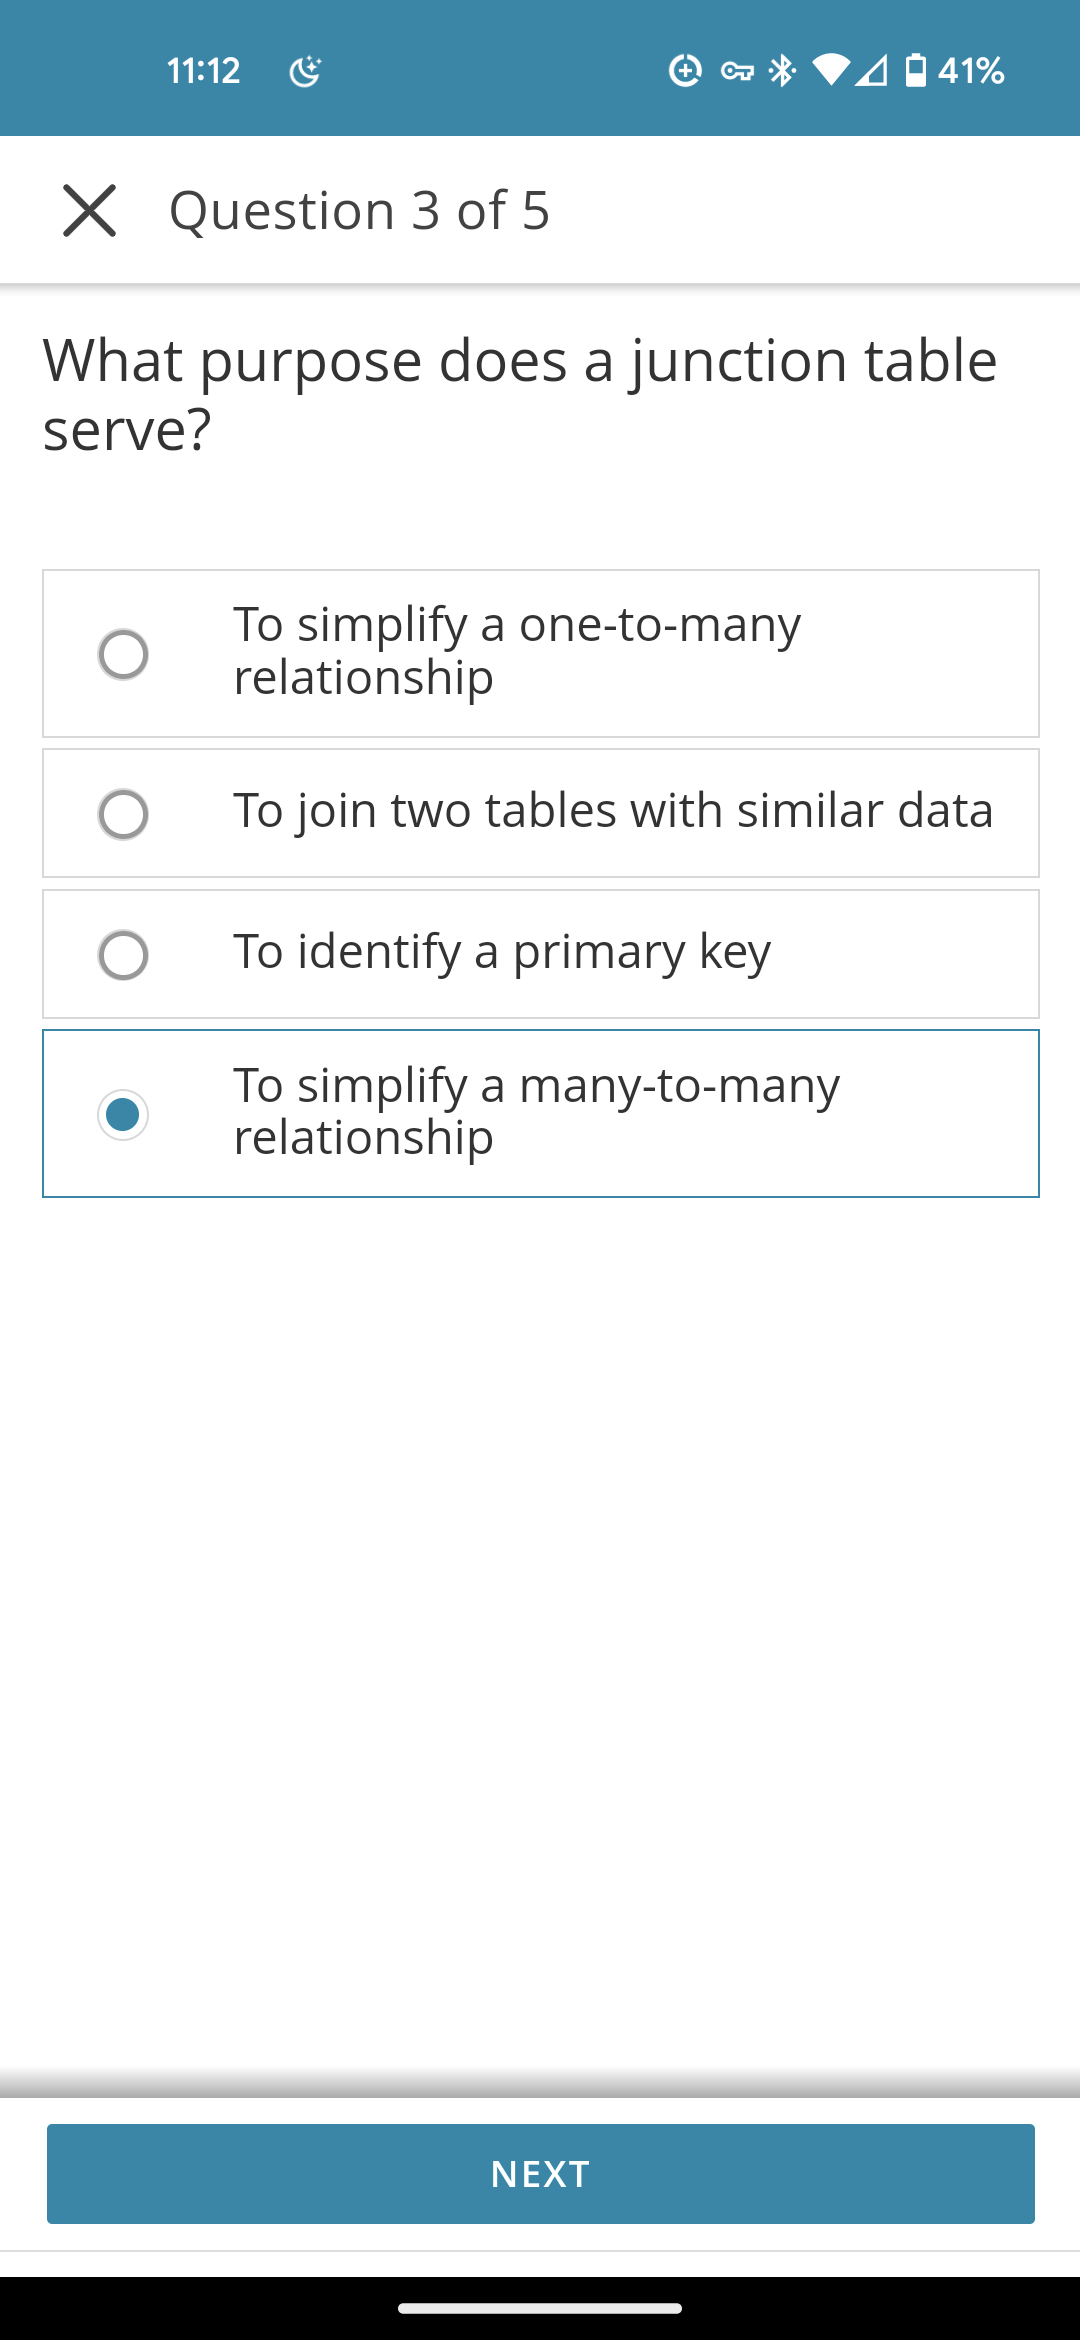 11:12
41%
Question 3 of 5
What purpose does a junction table
serve?
To simplify a one-to-many
relationship
To join two tables with similar data
To identify a primary key
To simplify a many-to-many
relationship
NEXT